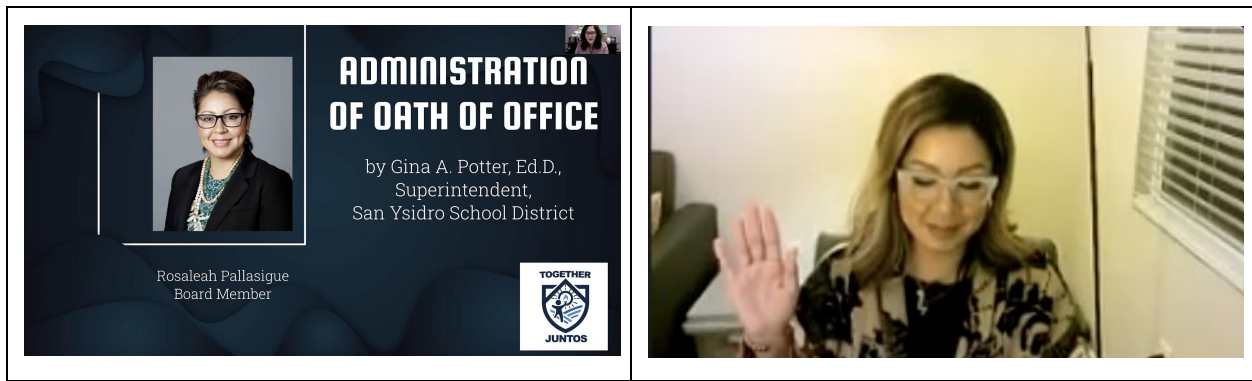 ADMINISTRATION
OF OATH OF OFFICE
by Gina A. Potter, Ed.D.,
Superintendent,
San Ysidro School District
Rosaleah Pallasigue
Board Member
TOGETHER
JUNTOS